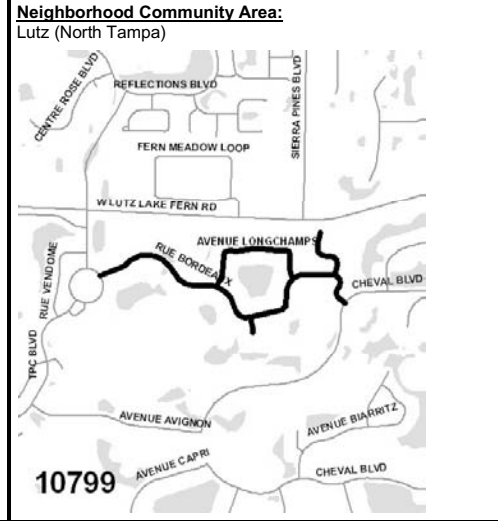 Neighborhood Community Area:
Lutz (North Tampa)
CENTRE ROSE BLVD
REFLECTIONS BLVD
SIERRA PINES BLVD
FERN MEADOW LOOP
W LUTZ LAKE FERN RD
AVENUE LONGCHAMPS
RUE BORDEAUX
RUE VENDOME
CHEVAL BLVD
TPC BLVD
AVENUE AVIGNON
AVENUE BIARRITZ
AVENUE CAPRI
CHEVAL BLVD
10799